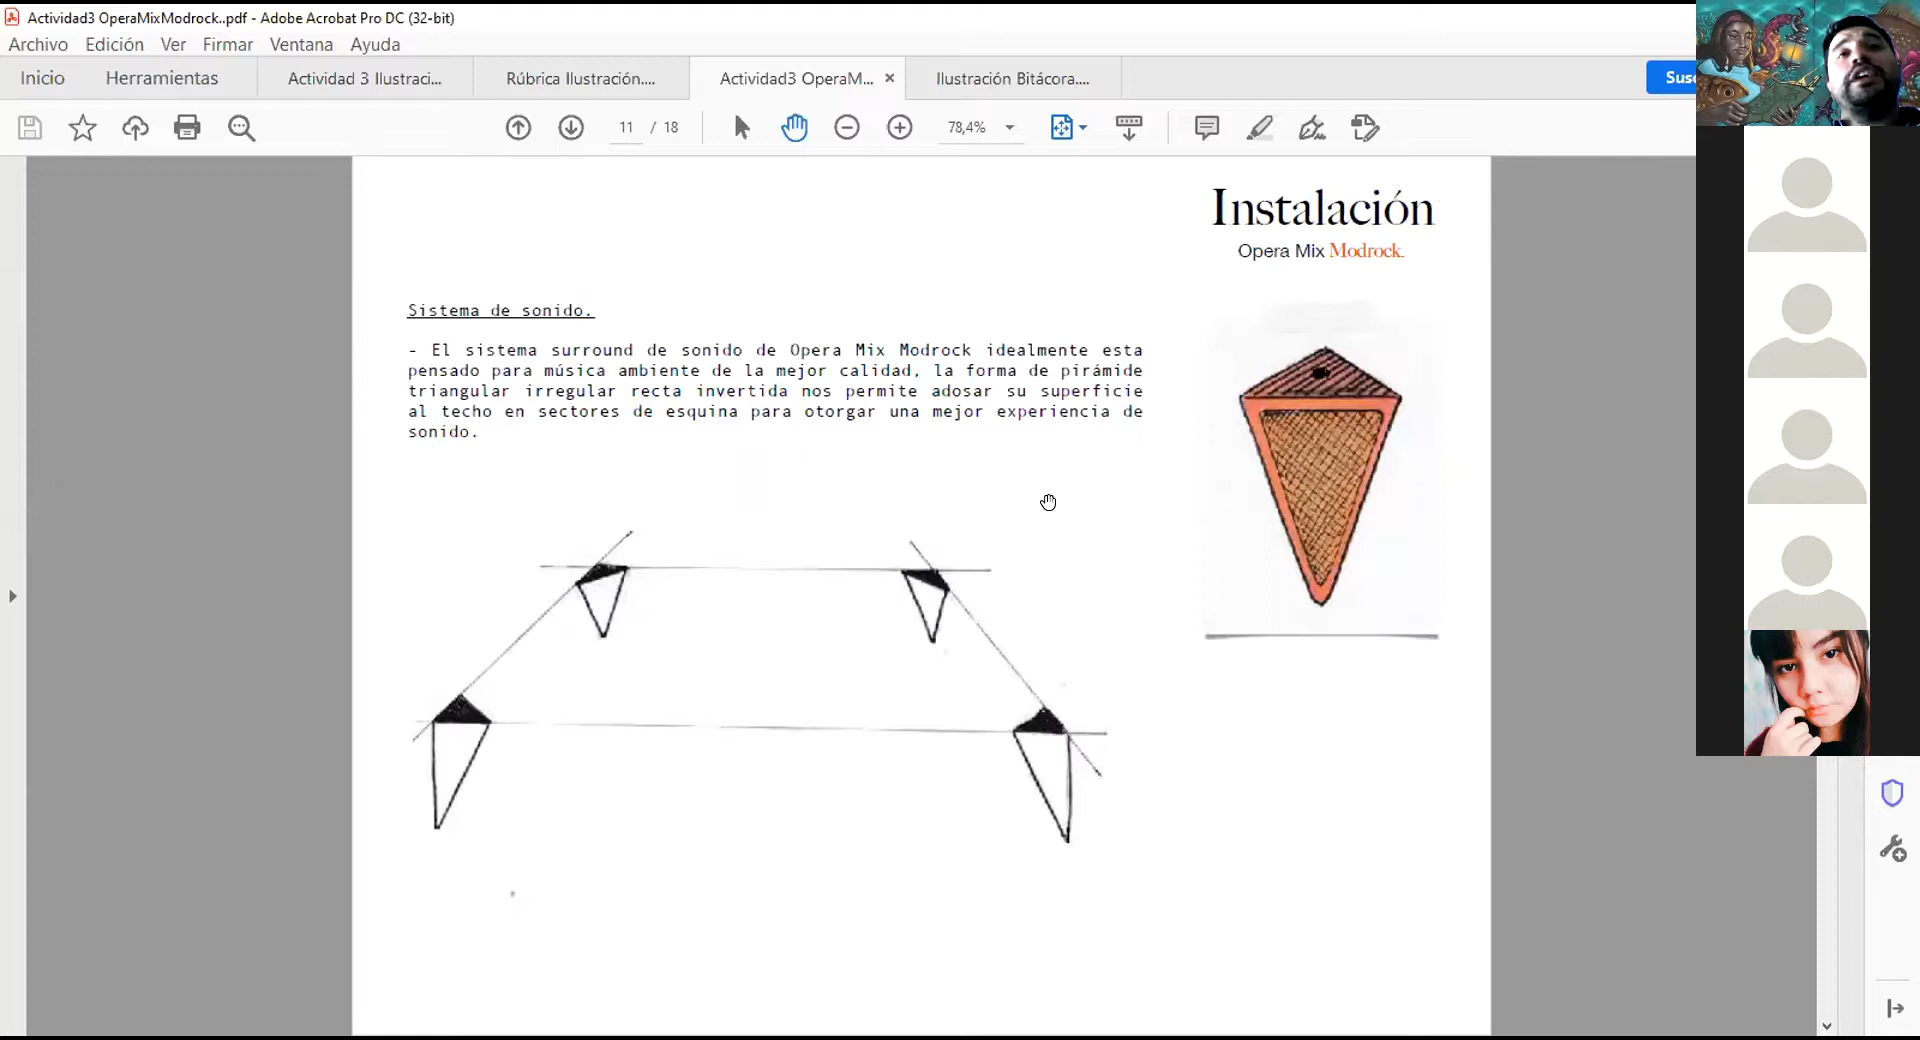 Actividad3 OperaMixModrock..pdf - Adobe Acrobat Pro DC (32-bit)
Archivo Edición Ver Firmar Ventana Ayuda
Inicio Herramientas Actividad 3 Ilustraci... Rúbrica Ilustración.... Actividad3 OperaM... × Ilustración Bitácora....
11 / 18 78,4%
Instalación
Opera Mix Modrock.
Sistema de sonido.
- El sistema surround de sonido de Opera Mix Modrock idealmente esta
pensado para música ambiente de la mejor calidad, la forma de pirámide
triangular irregular recta invertida nos permite adosar su superficie
al techo en sectores de esquina para otorgar una mejor experiencia de
sonido.